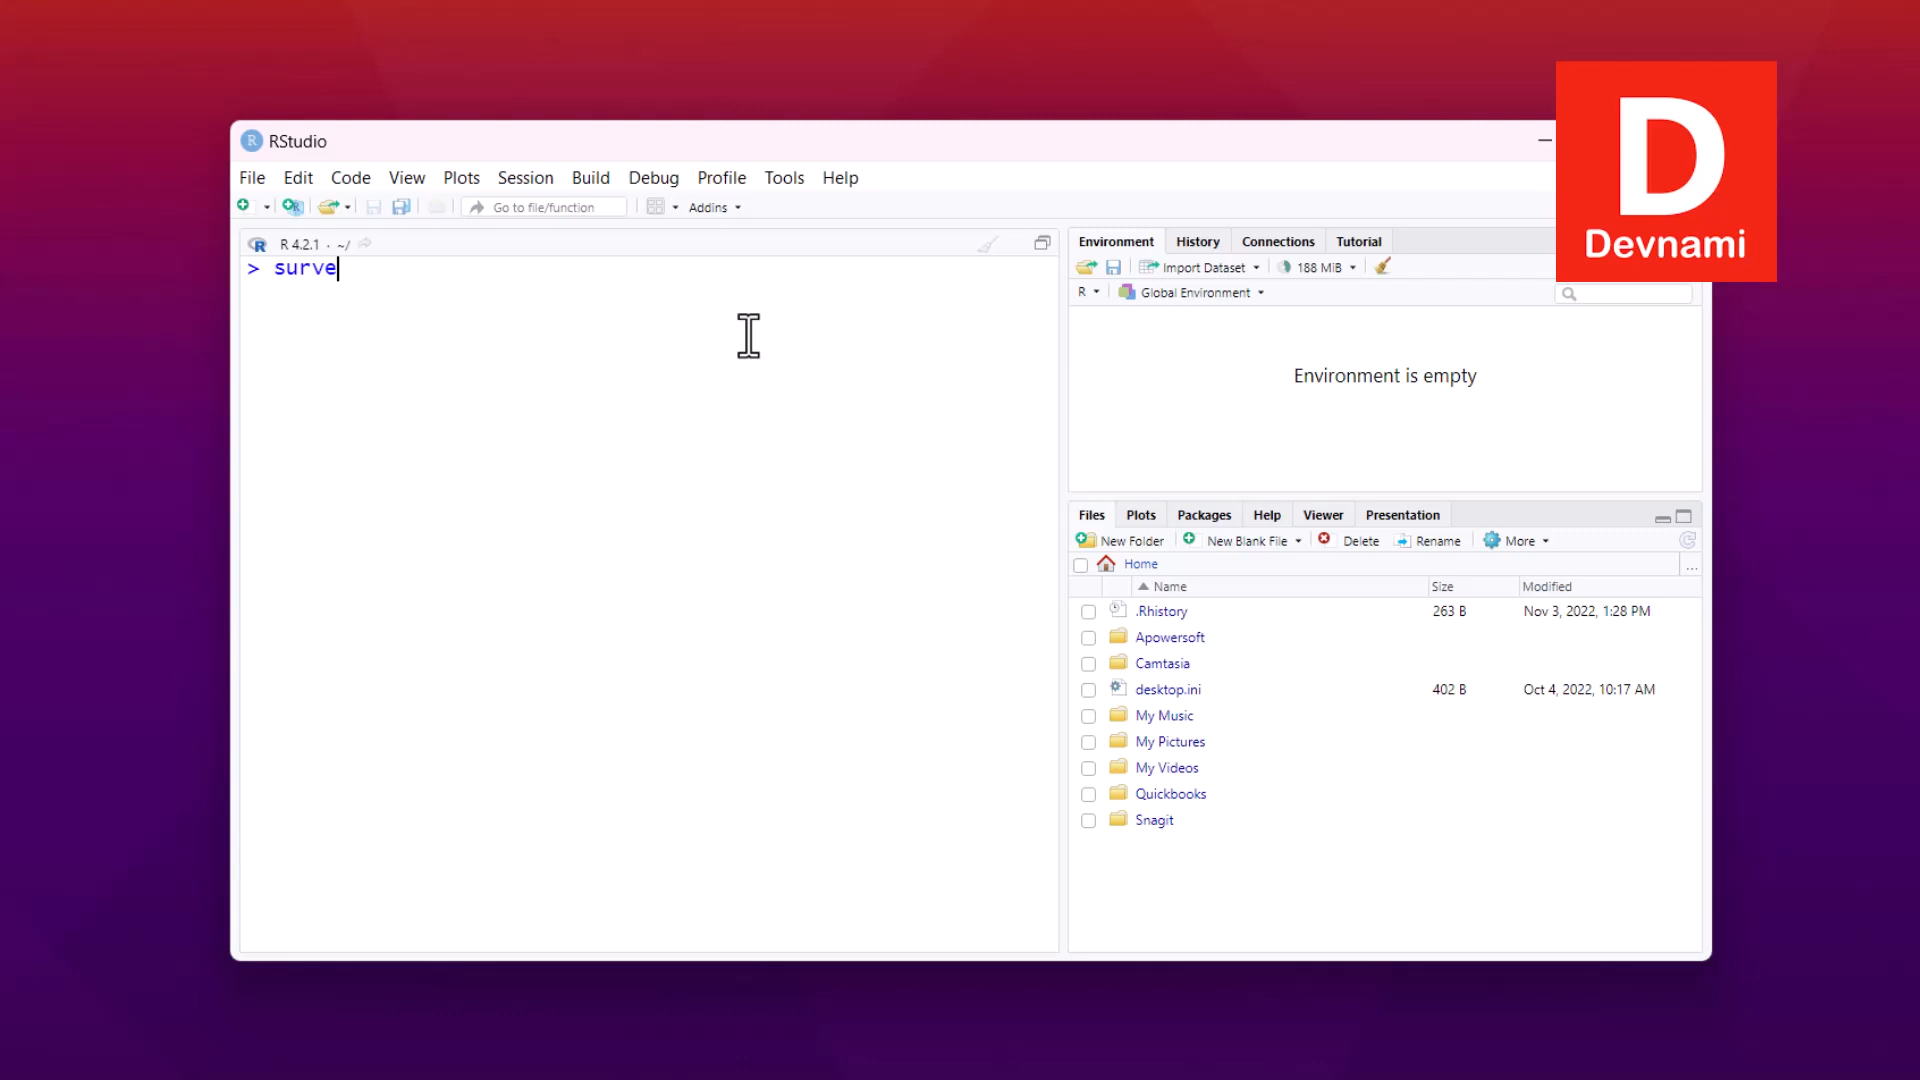 RStudio
File Edit Code View Plots Session Build Debug Profile Tools Help
Go to file/function Addins
R 4.2.1 · ~/
> surve
Environment History Connections Tutorial
Import Dataset 188 MiB
R Global Environment
Environment is empty
Files Plots Packages Help Viewer Presentation
New Folder New Blank File Delete Rename More
Home ...
Name Size Modified
.Rhistory 263 B Nov 3, 2022, 1:28 PM
Apowersoft
Camtasia
desktop.ini 402 B Oct 4, 2022, 10:17 AM
My Music
My Pictures
My Videos
Quickbooks
Snagit
D
Devnami